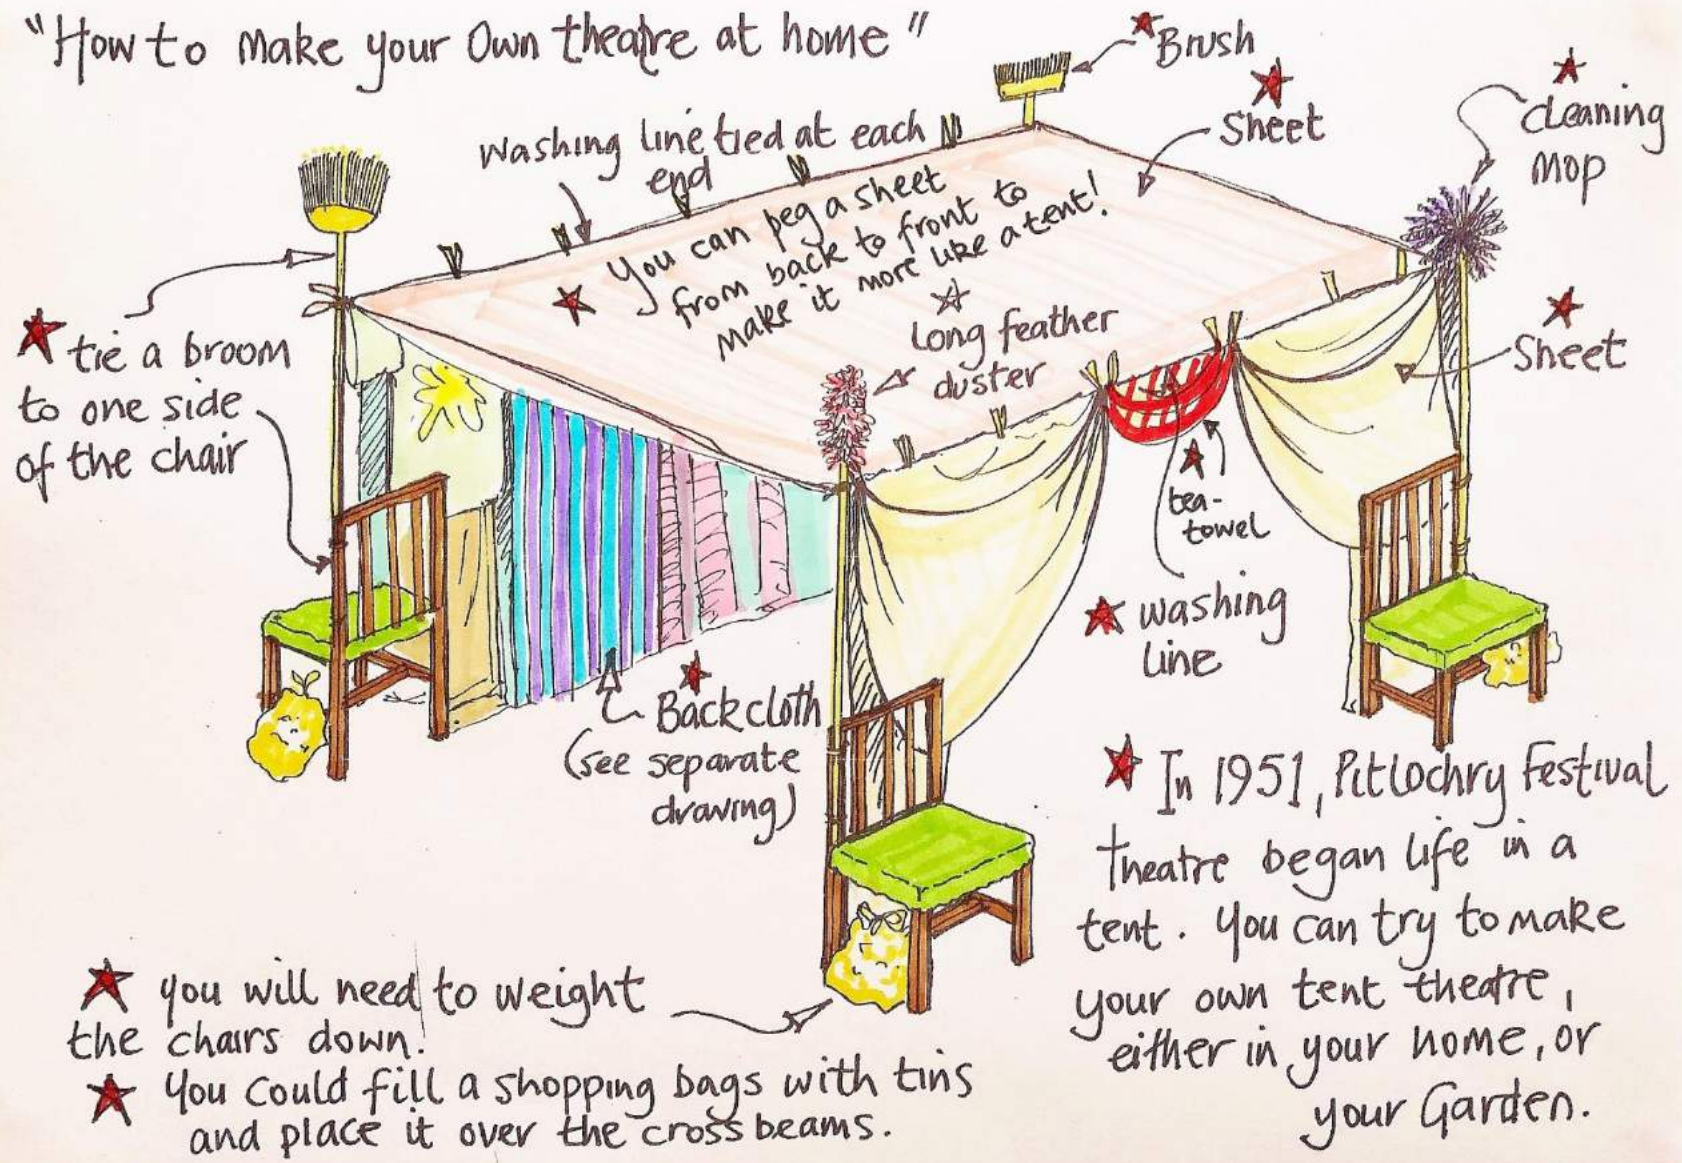 "How to make your own theatre at home"
Brush
Sheet
cleaning
mop
washing line tied at each
end
You can peg a sheet
from back to front to
make it more like a tent!
long feather
duster
Sheet
tie a broom
to one side
of the chair
tea-
towel
washing
line
Backcloth
(see separate
drawing)
In 1951, Pitlochry Festival
Theatre began life in a
tent. You can try to make
your own tent theatre,
either in your home, or
your Garden.
you will need to weight
the chairs down.
You could fill a shopping bags with tins
and place it over the crossbeams.